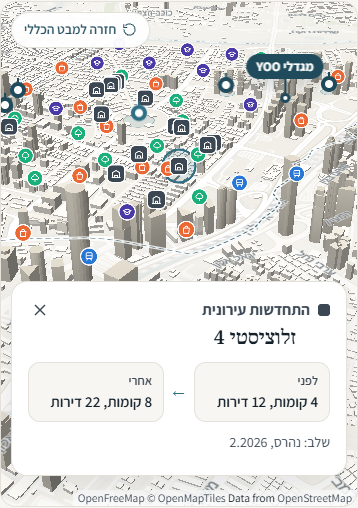 חזרה למבט הכללי
מגדלי YOO
התחדשות עירונית
זלוציסטי 4
לפני
4 קומות, 12 דירות
←
אחרי
8 קומות, 22 דירות
שלב: נהרס, 2.2026
OpenFreeMap © OpenMapTiles Data from OpenStreetMap